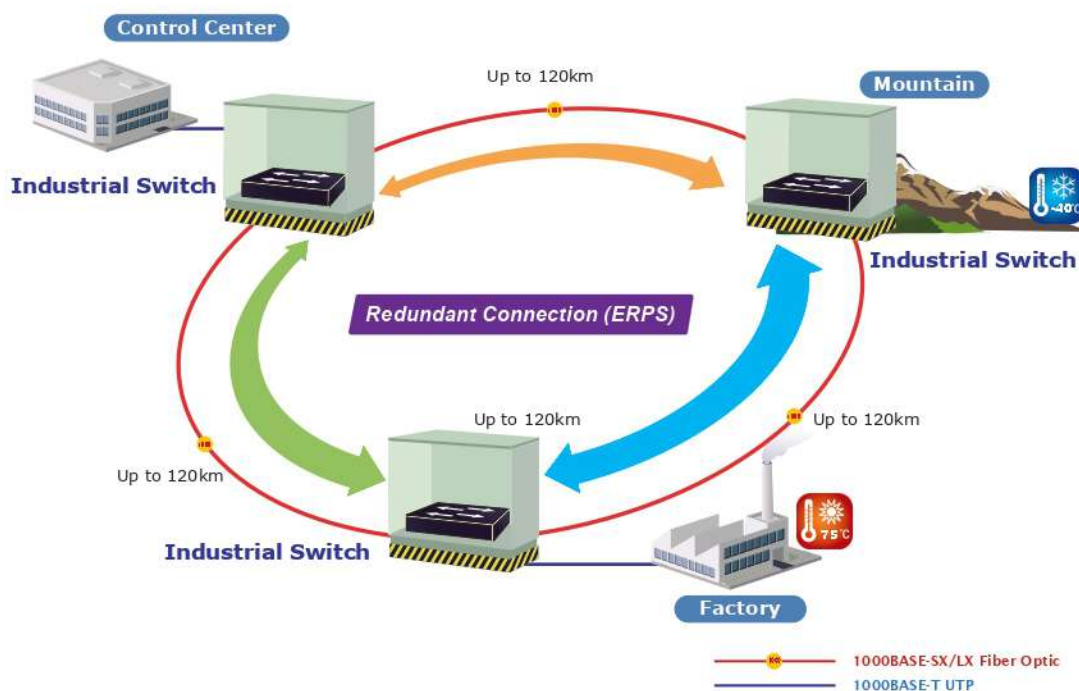 Control Center
Up to 120km
Mountain
Industrial Switch
-40°C
Industrial Switch
Redundant Connection (ERPS)
Up to 120km
Up to 120km
Up to 120km
75°C
Industrial Switch
Factory
1000BASE-SX/LX Fiber Optic
1000BASE-T UTP